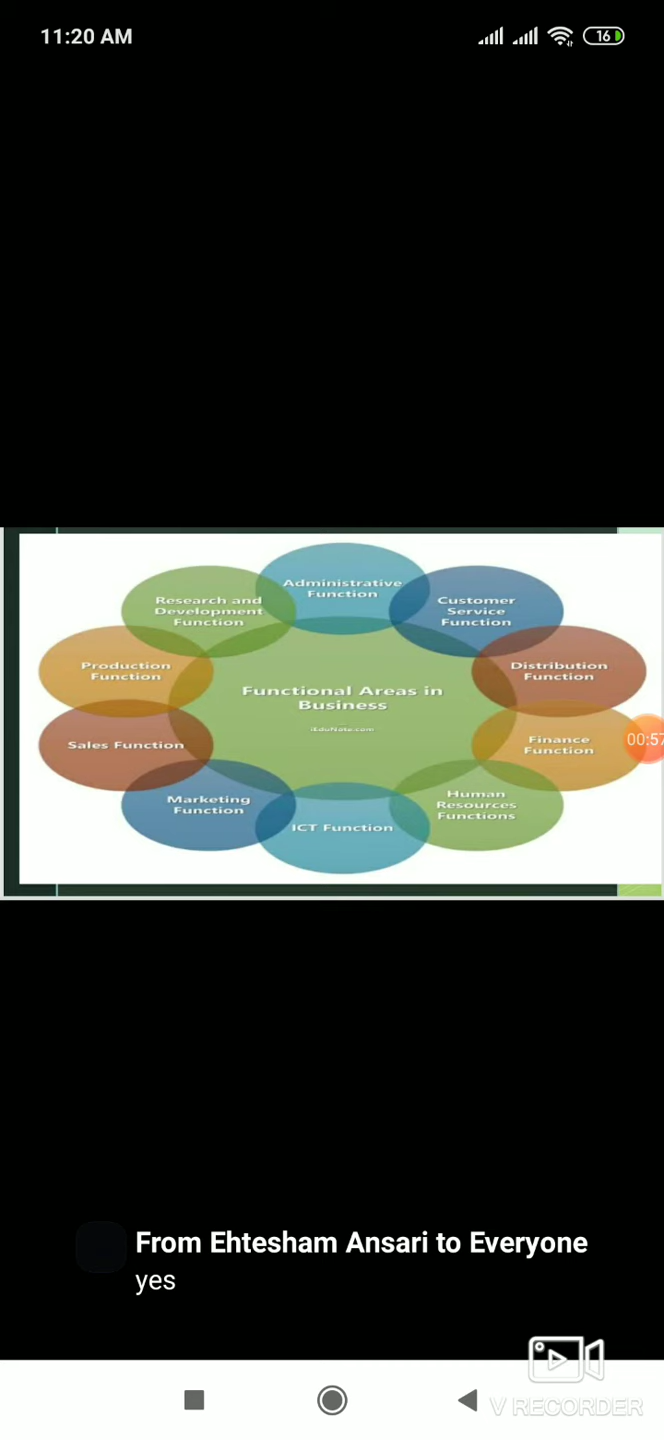 11:20 AM
16
Administrative
Function
Research and
Development
Function
Customer
Service
Function
Production
Function
Distribution
Function
Functional Areas in
Business
iEduNote.com
Sales Function
Finance
Function
00:57
Marketing
Function
Human
Resources
Functions
ICT Function
From Ehtesham Ansari to Everyone
yes
V RECORDER